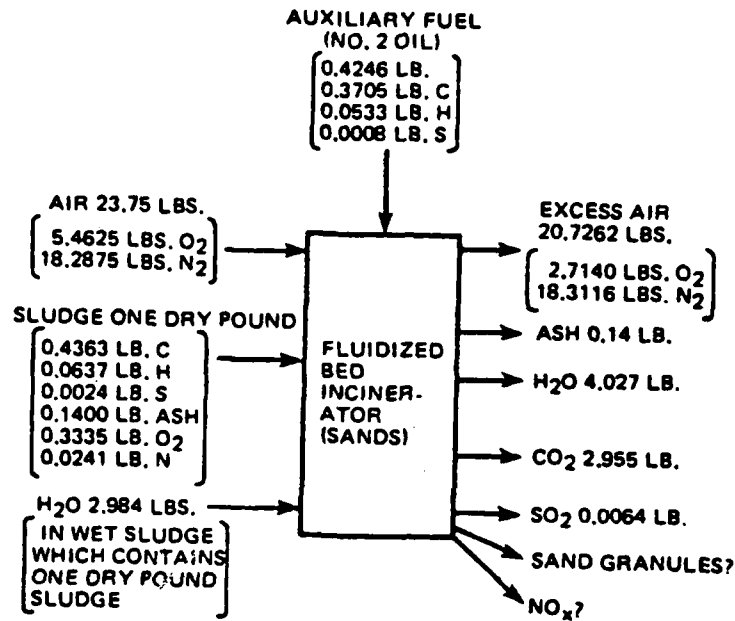 AUXILIARY FUEL
(NO. 2 OIL)
0.4246 LB.
0.3705 LB. C
0.0533 LB. H
0.0008 LB. S
AIR 23.75 LBS.
5.4625 LBS. O2
18.2875 LBS. N2
SLUDGE ONE DRY POUND
0.4363 LB. C
0.0637 LB. H
0.0024 LB. S
0.1400 LB. ASH
0.3335 LB. O2
0.0241 LB. N
H2O 2.984 LBS.
IN WET SLUDGE
WHICH CONTAINS
ONE DRY POUND
SLUDGE
FLUIDIZED
BED
INCINER-
ATOR
(SANDS)
EXCESS AIR
20.7262 LBS.
2.7140 LBS. O2
18.3116 LBS. N2
ASH 0.14 LB.
H2O 4.027 LB.
CO2 2.955 LB.
SO2 0.0064 LB.
SAND GRANULES?
NOx?